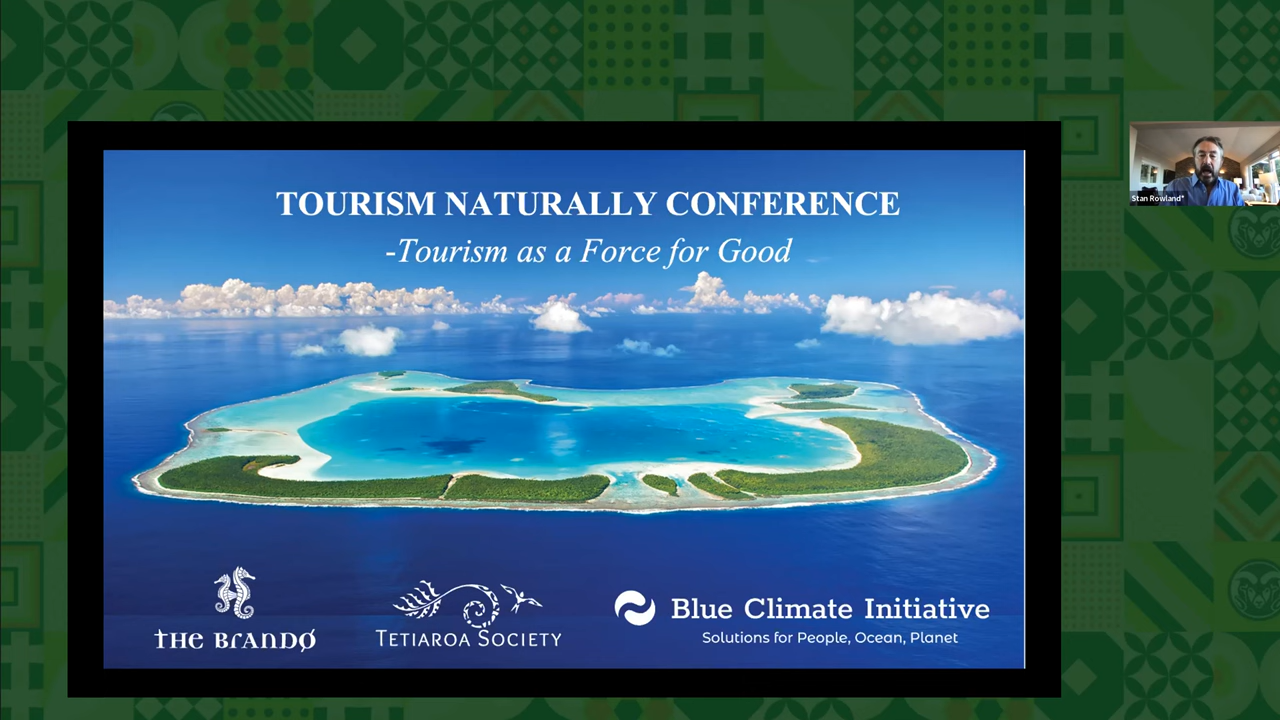 TOURISM NATURALLY CONFERENCE
-Tourism as a Force for Good
Stan Rowland*
THE BRANDO
TETIAROA SOCIETY
Blue Climate Initiative
Solutions for People, Ocean, Planet